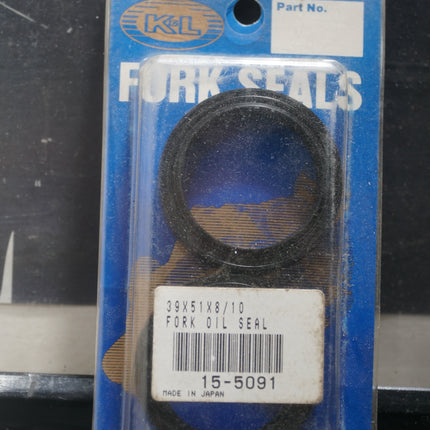 K&L
Part No.
FORK SEALS
39X51X8/10
FORK OIL SEAL
15-5091
MADE IN JAPAN